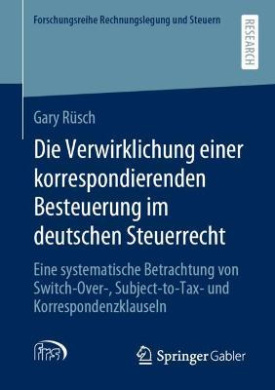 Forschungsreihe Rechnungslegung und Steuern
RESEARCH
Gary Rüsch
Die Verwirklichung einer
korrespondierenden
Besteuerung im
deutschen Steuerrecht
Eine systematische Betrachtung von
Switch-Over-, Subject-to-Tax- und
Korrespondenzklauseln
Springer Gabler